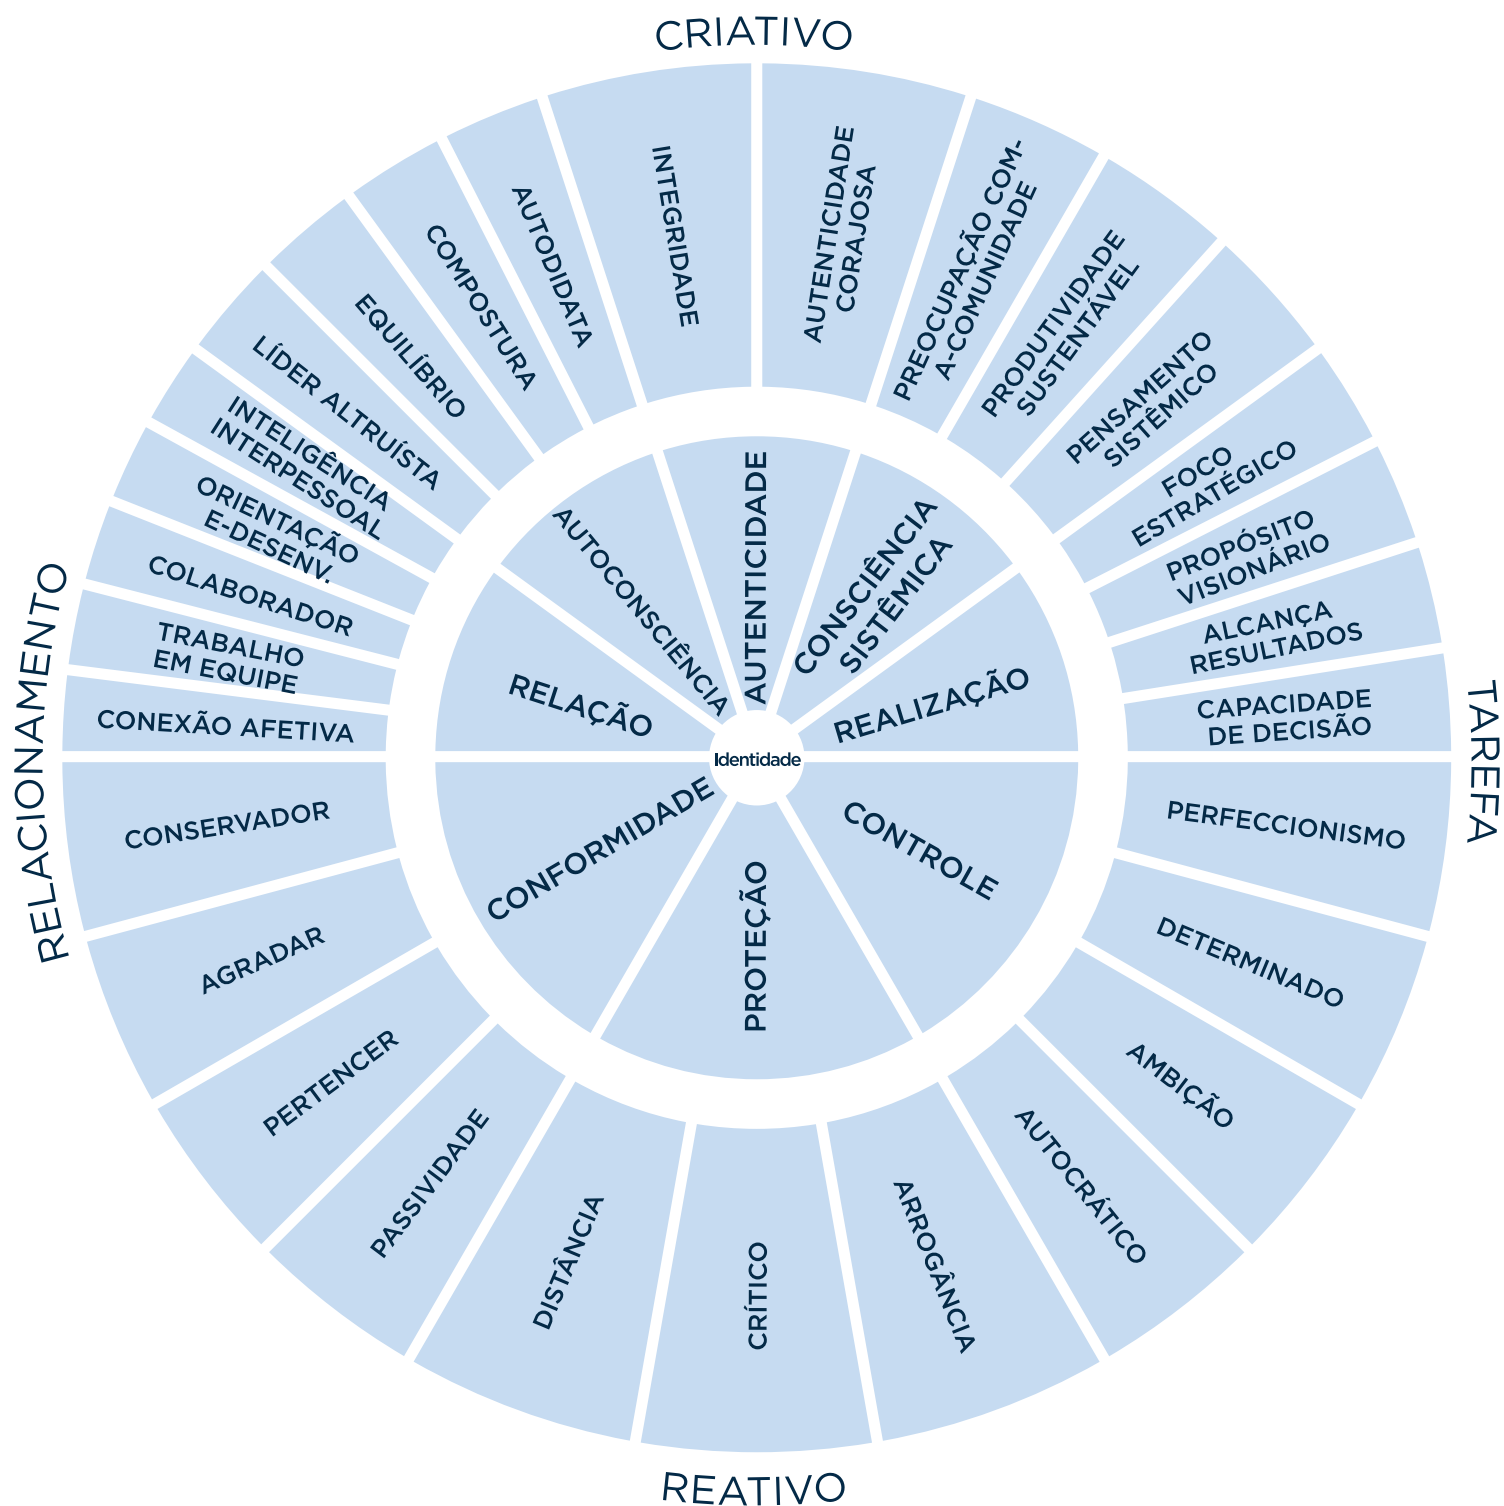 CRIATIVO
INTEGRIDADE
AUTENTICIDADE
CORAJOSA
PREOCUPAÇÃO COM-
A-COMUNIDADE
PRODUTIVIDADE
SUSTENTÁVEL
PENSAMENTO
SISTÊMICO
FOCO
ESTRATÉGICO
PROPÓSITO
VISIONÁRIO
ALCANÇA
RESULTADOS
CAPACIDADE
DE DECISÃO
TAREFA
PERFECCIONISMO
DETERMINADO
AMBIÇÃO
AUTOCRÁTICO
ARROGÂNCIA
CRÍTICO
DISTÂNCIA
PASSIVIDADE
PERTENCER
AGRADAR
CONSERVADOR
RELACIONAMENTO
CONEXÃO AFETIVA
TRABALHO
EM EQUIPE
COLABORADOR
ORIENTAÇÃO
E-DESENV.
INTELIGÊNCIA
INTERPESSOAL
LÍDER ALTRUÍSTA
EQUILÍBRIO
COMPOSTURA
AUTODIDATA
AUTENTICIDADE
CONSCIÊNCIA
SISTÊMICA
REALIZAÇÃO
CONTROLE
PROTEÇÃO
CONFORMIDADE
RELAÇÃO
AUTOCONSCIÊNCIA
Identidade
REATIVO